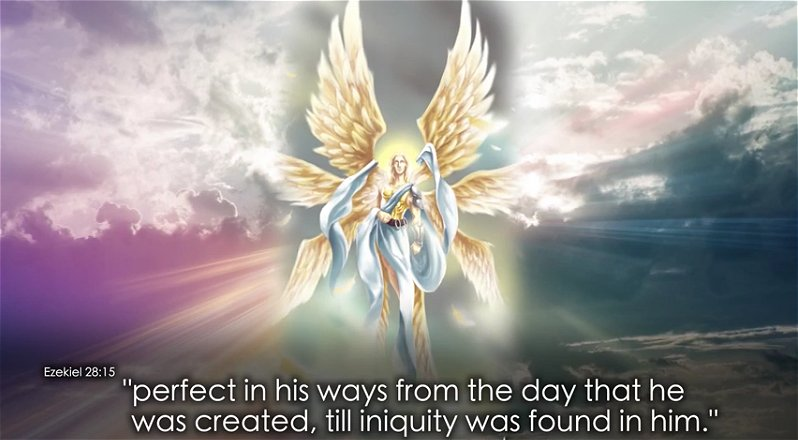 Ezekiel 28:15
"perfect in his ways from the day that he
was created, till iniquity was found in him."